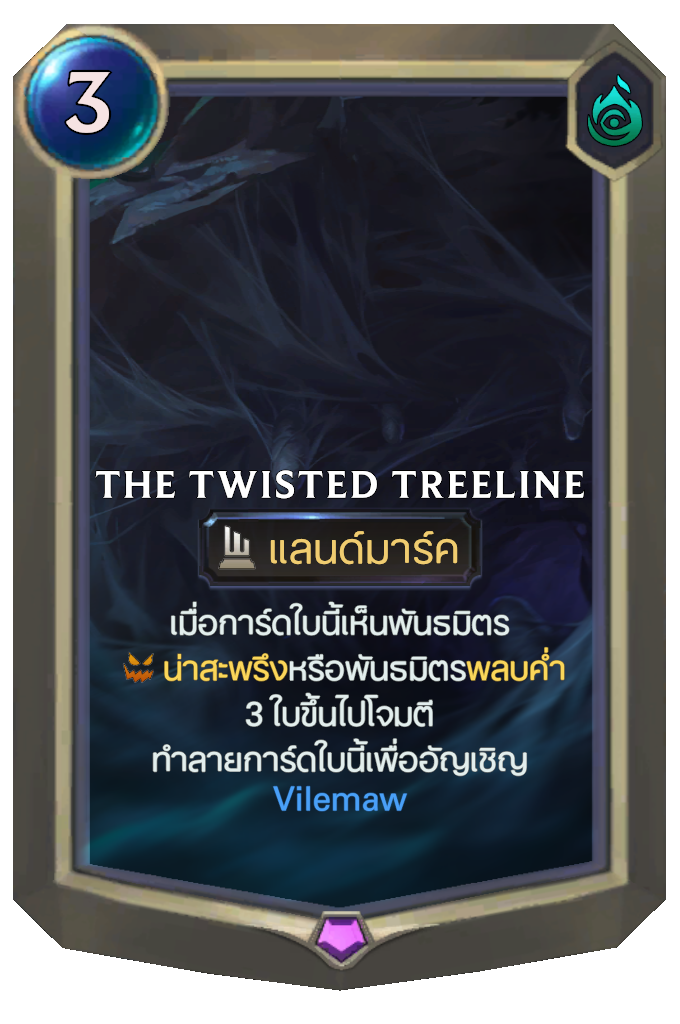 3
THE TWISTED TREELINE
แลนด์มาร์ค
เมื่อการ์ดใบนี้เห็นพันธมิตร
น่าสะพรึงหรือพันธมิตรพลบค่ำ
3 ใบขึ้นไปโจมตี
ทำลายการ์ดใบนี้เพื่ออัญเชิญ
Vilemaw